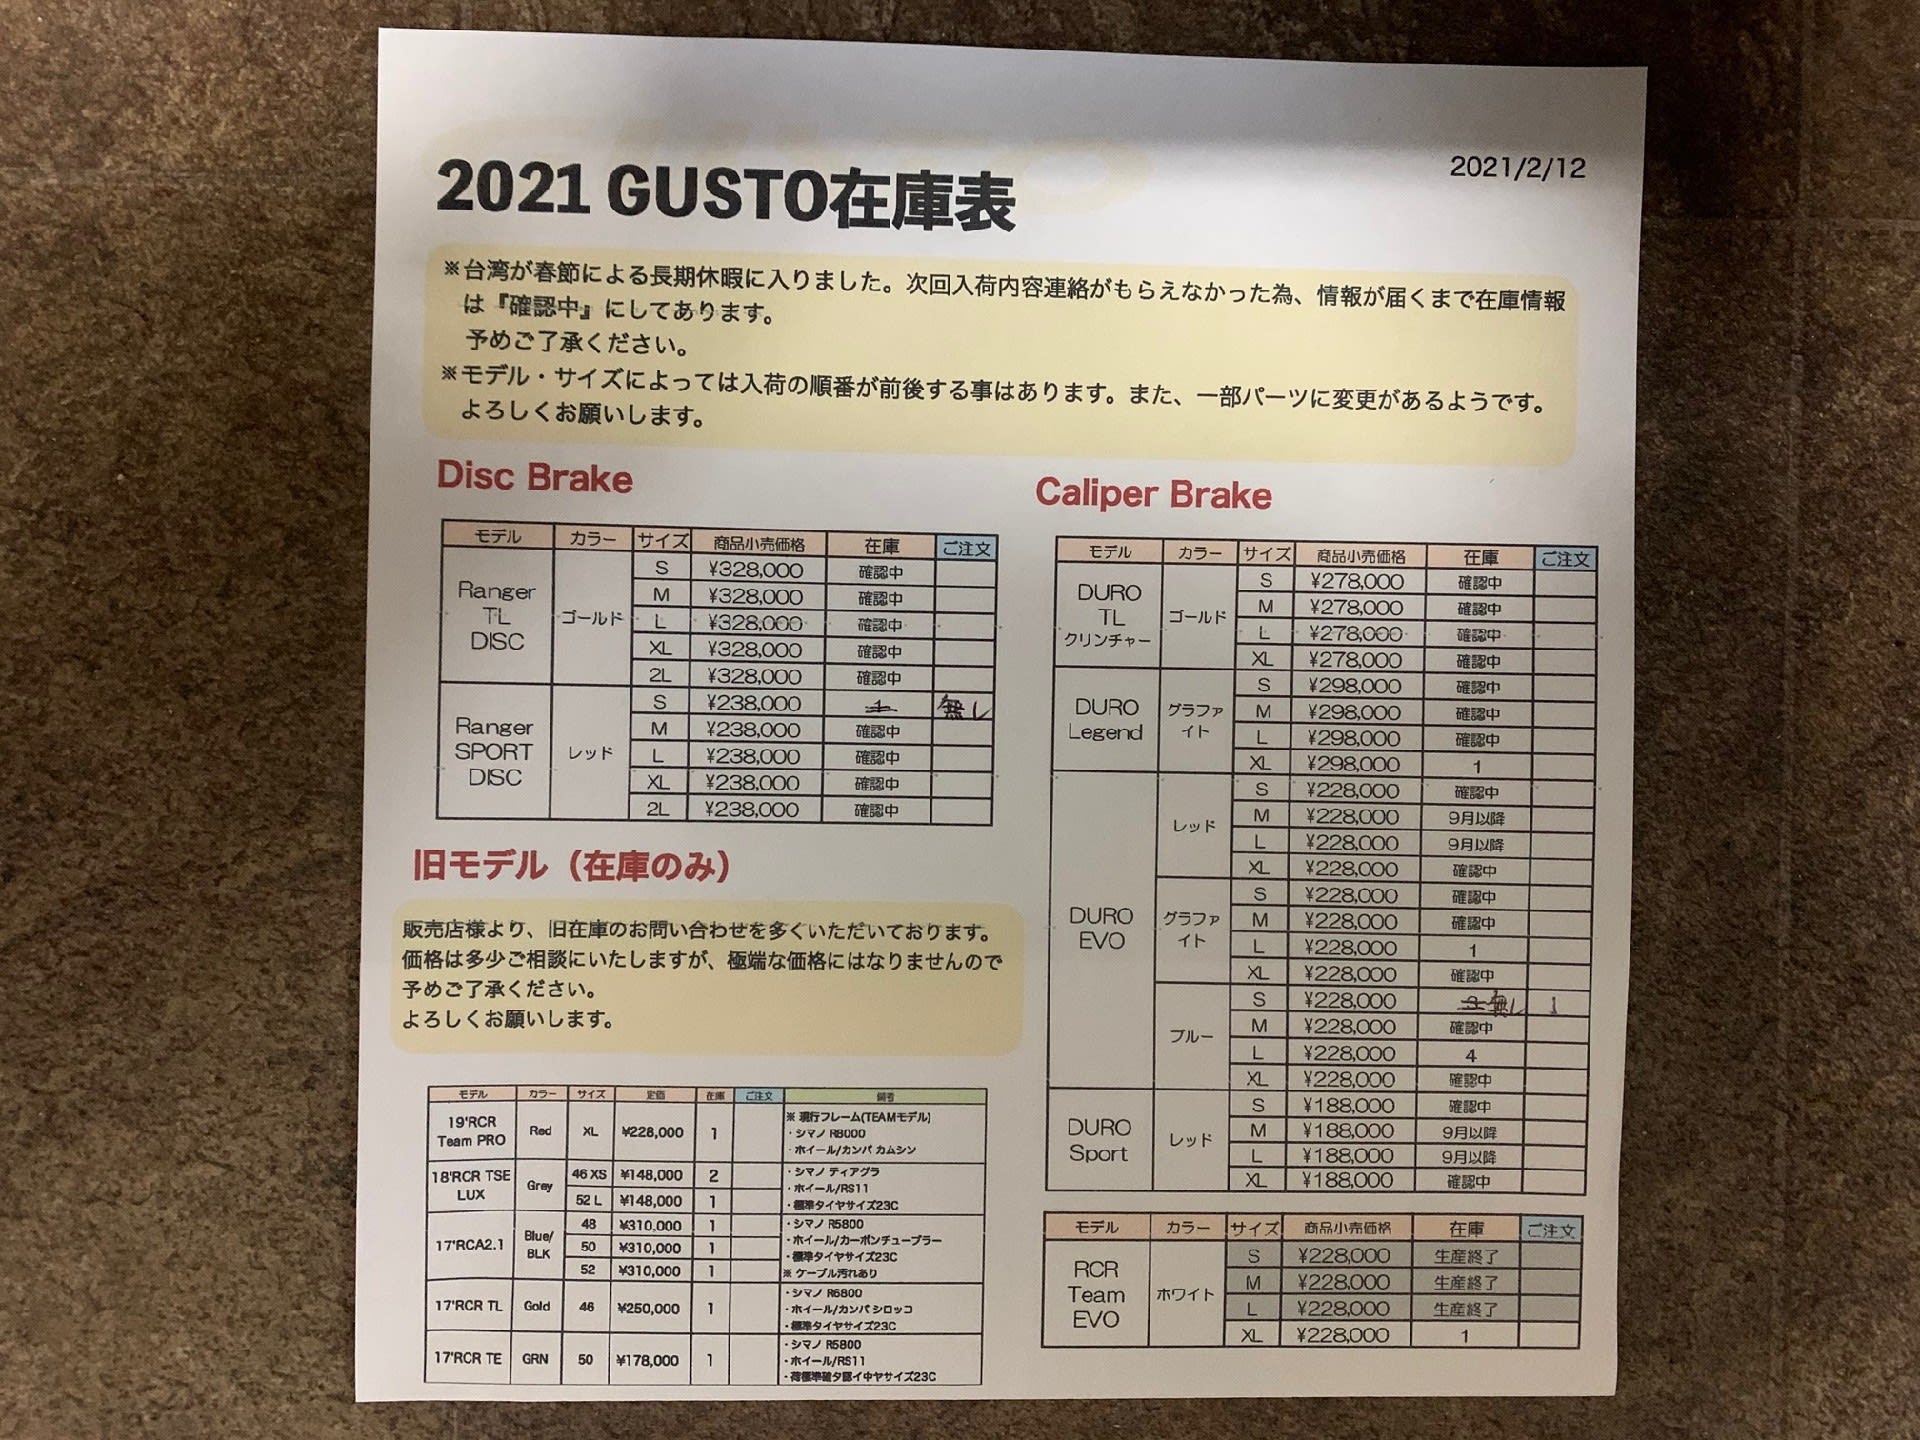 2021/2/12
2021 GUSTO在庫表
※台湾が春節による長期休暇に入りました。次回入荷内容連絡がもらえなかった為、情報が届くまで在庫情報
は『確認中』にしてあります。
予めご了承ください。
※モデル・サイズによっては入荷の順番が前後する事はあります。また、一部パーツに変更があるようです。
よろしくお願いします。
Disc Brake
モデル カラー サイズ 商品小売価格 在庫 ご注文
Ranger
TL
DISC
ゴールド
S ¥328,000 確認中
M ¥328,000 確認中
L ¥328,000 確認中
XL ¥328,000 確認中
2L ¥328,000 確認中
Ranger
SPORT
DISC
レッド
S ¥238,000 1 無し
M ¥238,000 確認中
L ¥238,000 確認中
XL ¥238,000 確認中
2L ¥238,000 確認中
旧モデル（在庫のみ）
販売店様より、旧在庫のお問い合わせを多くいただいております。
価格は多少ご相談にいたしますが、極端な価格にはなりませんので
予めご了承ください。
よろしくお願いします。
モデル カラー サイズ 定価 在庫 ご注文 備考
19'RCR
Team PRO
Red XL ¥228,000 1
※ 現行フレーム(TEAMモデル)
・シマノ R8000
・ホイール/カンパ カムシン
18'RCR TSE
LUX
Grey
46 XS ¥148,000 2
52 L ¥148,000 1
・シマノ ティアグラ
・ホイール/RS11
・標準タイヤサイズ23C
17'RCA2.1
Blue/
BLK
48 ¥310,000 1
50 ¥310,000 1
52 ¥310,000 1
・シマノ R5800
・ホイール/カーボンチューブラー
・標準タイヤサイズ23C
※ ケーブル汚れあり
17'RCR TL Gold 46 ¥250,000 1
・シマノ R6800
・ホイール/カンパ シロッコ
・標準タイヤサイズ23C
17'RCR TE GRN 50 ¥178,000 1
・シマノ R5800
・ホイール/RS11
Caliper Brake
モデル カラー サイズ 商品小売価格 在庫 ご注文
DURO
TL
クリンチャー
ゴールド
S ¥278,000 確認中
M ¥278,000 確認中
L ¥278,000 確認中
XL ¥278,000 確認中
DURO
Legend
グラファ
イト
S ¥298,000 確認中
M ¥298,000 確認中
L ¥298,000 確認中
XL ¥298,000 1
DURO
EVO
レッド
S ¥228,000 確認中
M ¥228,000 9月以降
L ¥228,000 9月以降
XL ¥228,000 確認中
グラファ
イト
S ¥228,000 確認中
M ¥228,000 確認中
L ¥228,000 1
XL ¥228,000 確認中
ブルー
S ¥228,000 無し 1
M ¥228,000 確認中
L ¥228,000 4
XL ¥228,000 確認中
DURO
Sport
レッド
S ¥188,000 確認中
M ¥188,000 9月以降
L ¥188,000 9月以降
XL ¥188,000 確認中
モデル カラー サイズ 商品小売価格 在庫 ご注文
RCR
Team
EVO
ホワイト
S ¥228,000 生産終了
M ¥228,000 生産終了
L ¥228,000 生産終了
XL ¥228,000 1